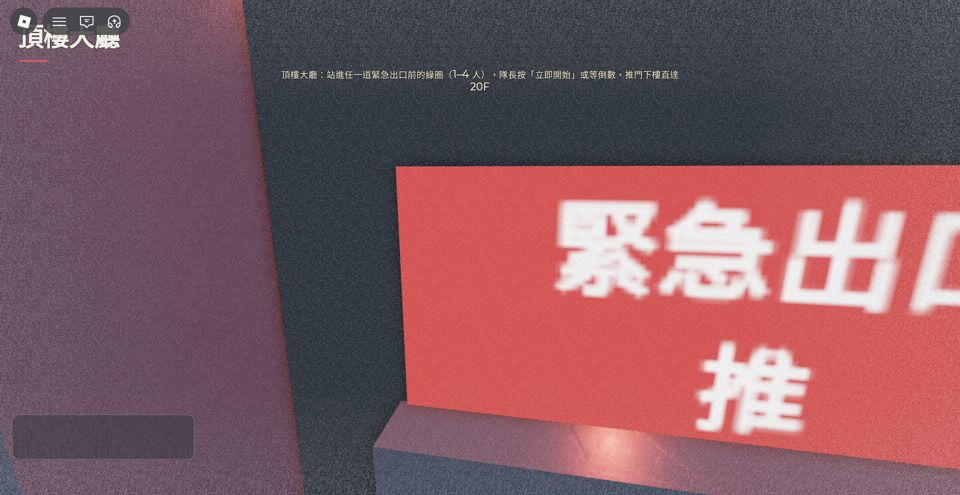 頂樓大廳
頂樓大廳：站進任一道緊急出口前的綠圈（1–4 人），隊長按「立即開始」或等倒數，推門下樓直達
20F
緊急出口
推